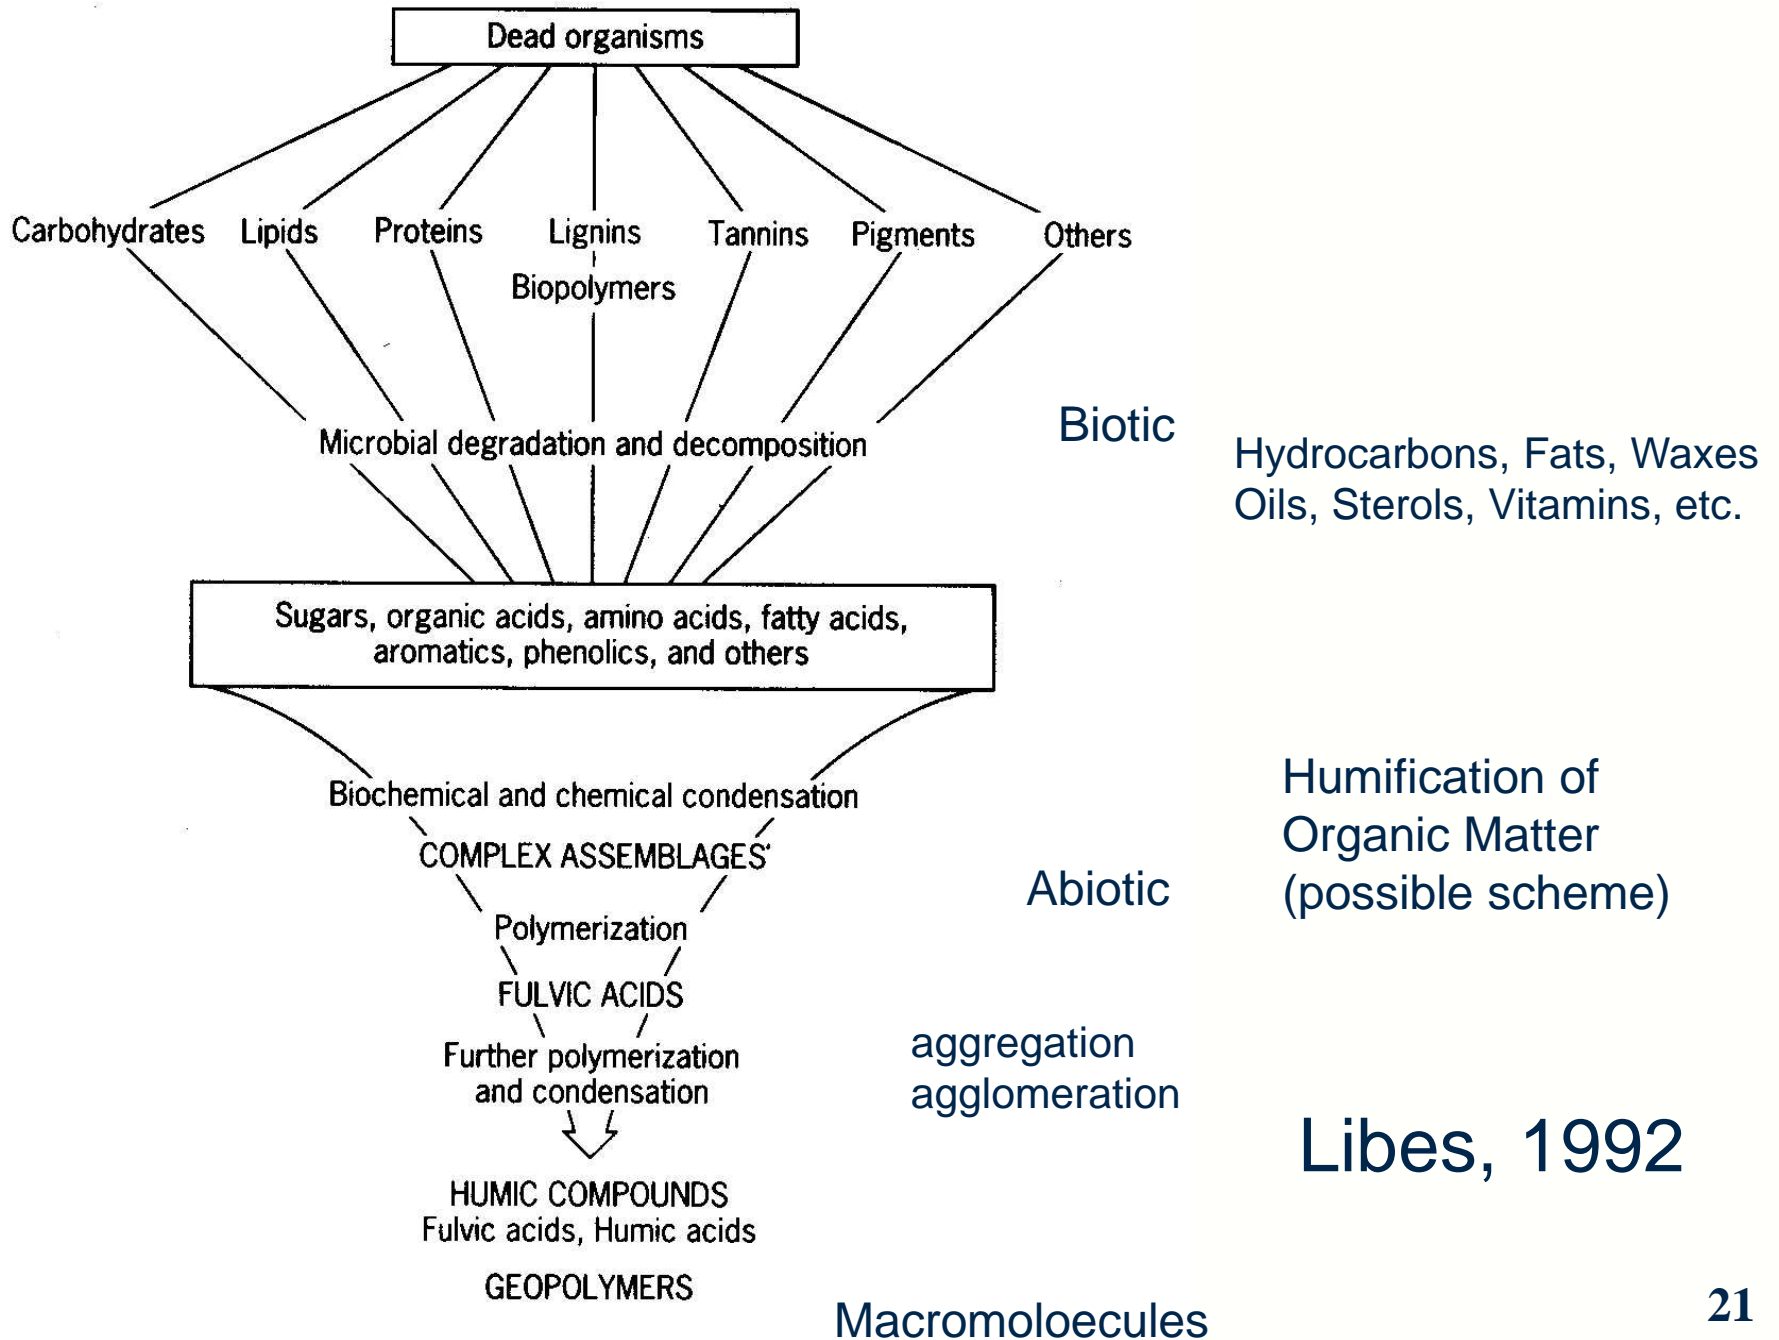 Dead organisms
Carbohydrates Lipids Proteins Lignins Tannins Pigments Others
Biopolymers
Biotic
Microbial degradation and decomposition
Hydrocarbons, Fats, Waxes
Oils, Sterols, Vitamins, etc.
Sugars, organic acids, amino acids, fatty acids,
aromatics, phenolics, and others
Humification of
Organic Matter
(possible scheme)
Biochemical and chemical condensation
COMPLEX ASSEMBLAGES
Abiotic
Polymerization
FULVIC ACIDS
Further polymerization
and condensation
aggregation
agglomeration
Libes, 1992
HUMIC COMPOUNDS
Fulvic acids, Humic acids
GEOPOLYMERS
Macromoloecules
21